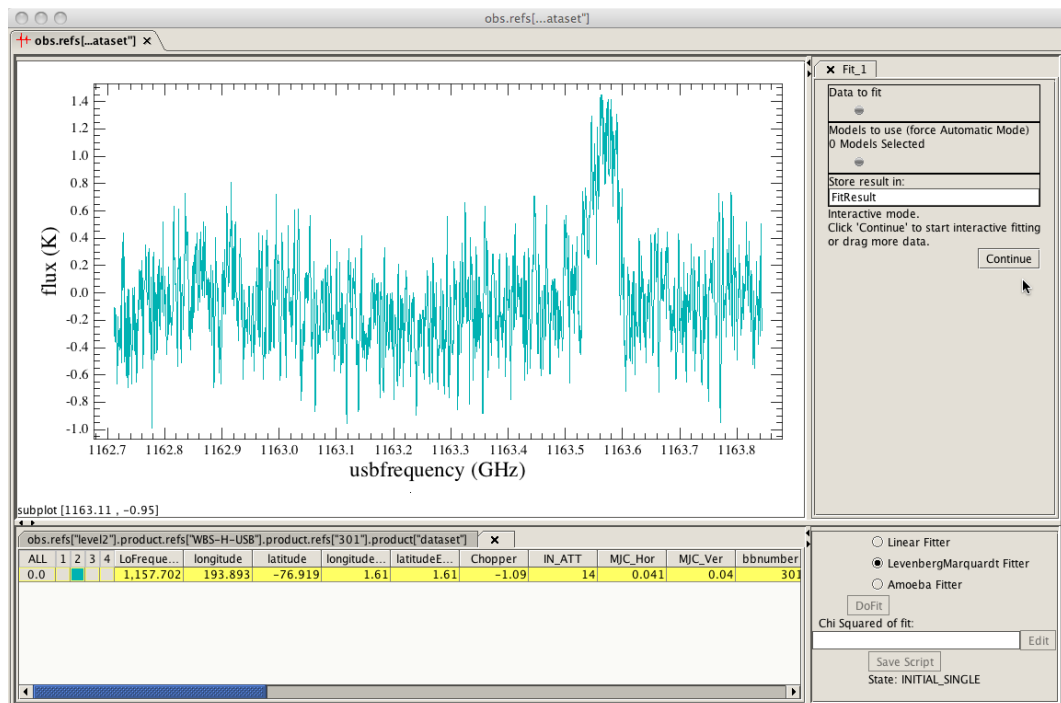 obs.refs[...ataset"]
obs.refs[...ataset"] ×
1.4
1.2
1.0
0.8
0.6
0.4
0.2
0.0
-0.2
-0.4
-0.6
-0.8
-1.0
flux (K)
1162.7 1162.8 1162.9 1163.0 1163.1 1163.2 1163.3 1163.4 1163.5 1163.6 1163.7 1163.8
usbfrequency (GHz)
subplot [1163.11 , -0.95]
× Fit_1
Data to fit
Models to use (force Automatic Mode)
0 Models Selected
Store result in:
FitResult
Interactive mode.
Click 'Continue' to start interactive fitting
or drag more data.
Continue
obs.refs["level2"].product.refs["WBS-H-USB"].product.refs["301"].product["dataset"] ×
ALL 1 2 3 4 LoFreque... longitude latitude longitude... latitudeE... Chopper IN_ATT MJC_Hor MJC_Ver bbnumber
0.0 1,157.702 193.893 -76.919 1.61 1.61 -1.09 14 0.041 0.04 301
Linear Fitter
LevenbergMarquardt Fitter
Amoeba Fitter
DoFit
Chi Squared of fit:
Edit
Save Script
State: INITIAL_SINGLE